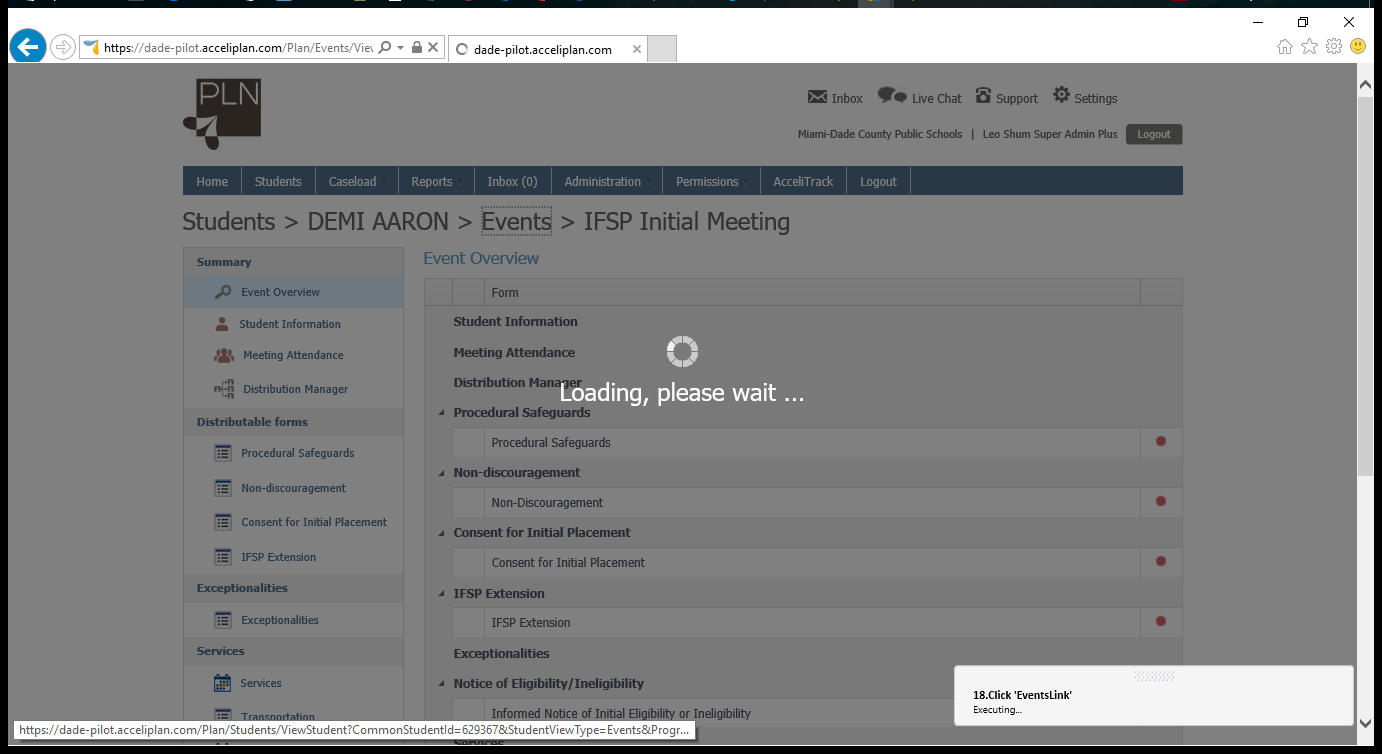 https://dade-pilot.acceliplan.com/Plan/Events/View
dade-pilot.acceliplan.com
PLN
Inbox
Live Chat
Support
Settings
Miami-Dade County Public Schools | Leo Shum Super Admin Plus
Logout
Home
Students
Caseload
Reports
Inbox (0)
Administration
Permissions
AcceliTrack
Logout
Students > DEMI AARON > Events > IFSP Initial Meeting
Summary
Event Overview
Student Information
Meeting Attendance
Distribution Manager
Distributable forms
Procedural Safeguards
Non-discouragement
Consent for Initial Placement
IFSP Extension
Exceptionalities
Exceptionalities
Services
Services
Transportation
Event Overview
Form
Student Information
Meeting Attendance
Distribution Manager
Loading, please wait ...
Procedural Safeguards
Procedural Safeguards
Non-discouragement
Non-Discouragement
Consent for Initial Placement
Consent for Initial Placement
IFSP Extension
IFSP Extension
Exceptionalities
Notice of Eligibility/Ineligibility
Informed Notice of Initial Eligibility or Ineligibility
Services
18.Click 'EventsLink'
Executing...
https://dade-pilot.acceliplan.com/Plan/Students/ViewStudent?CommonStudentId=629367&StudentViewType=Events&Progr...